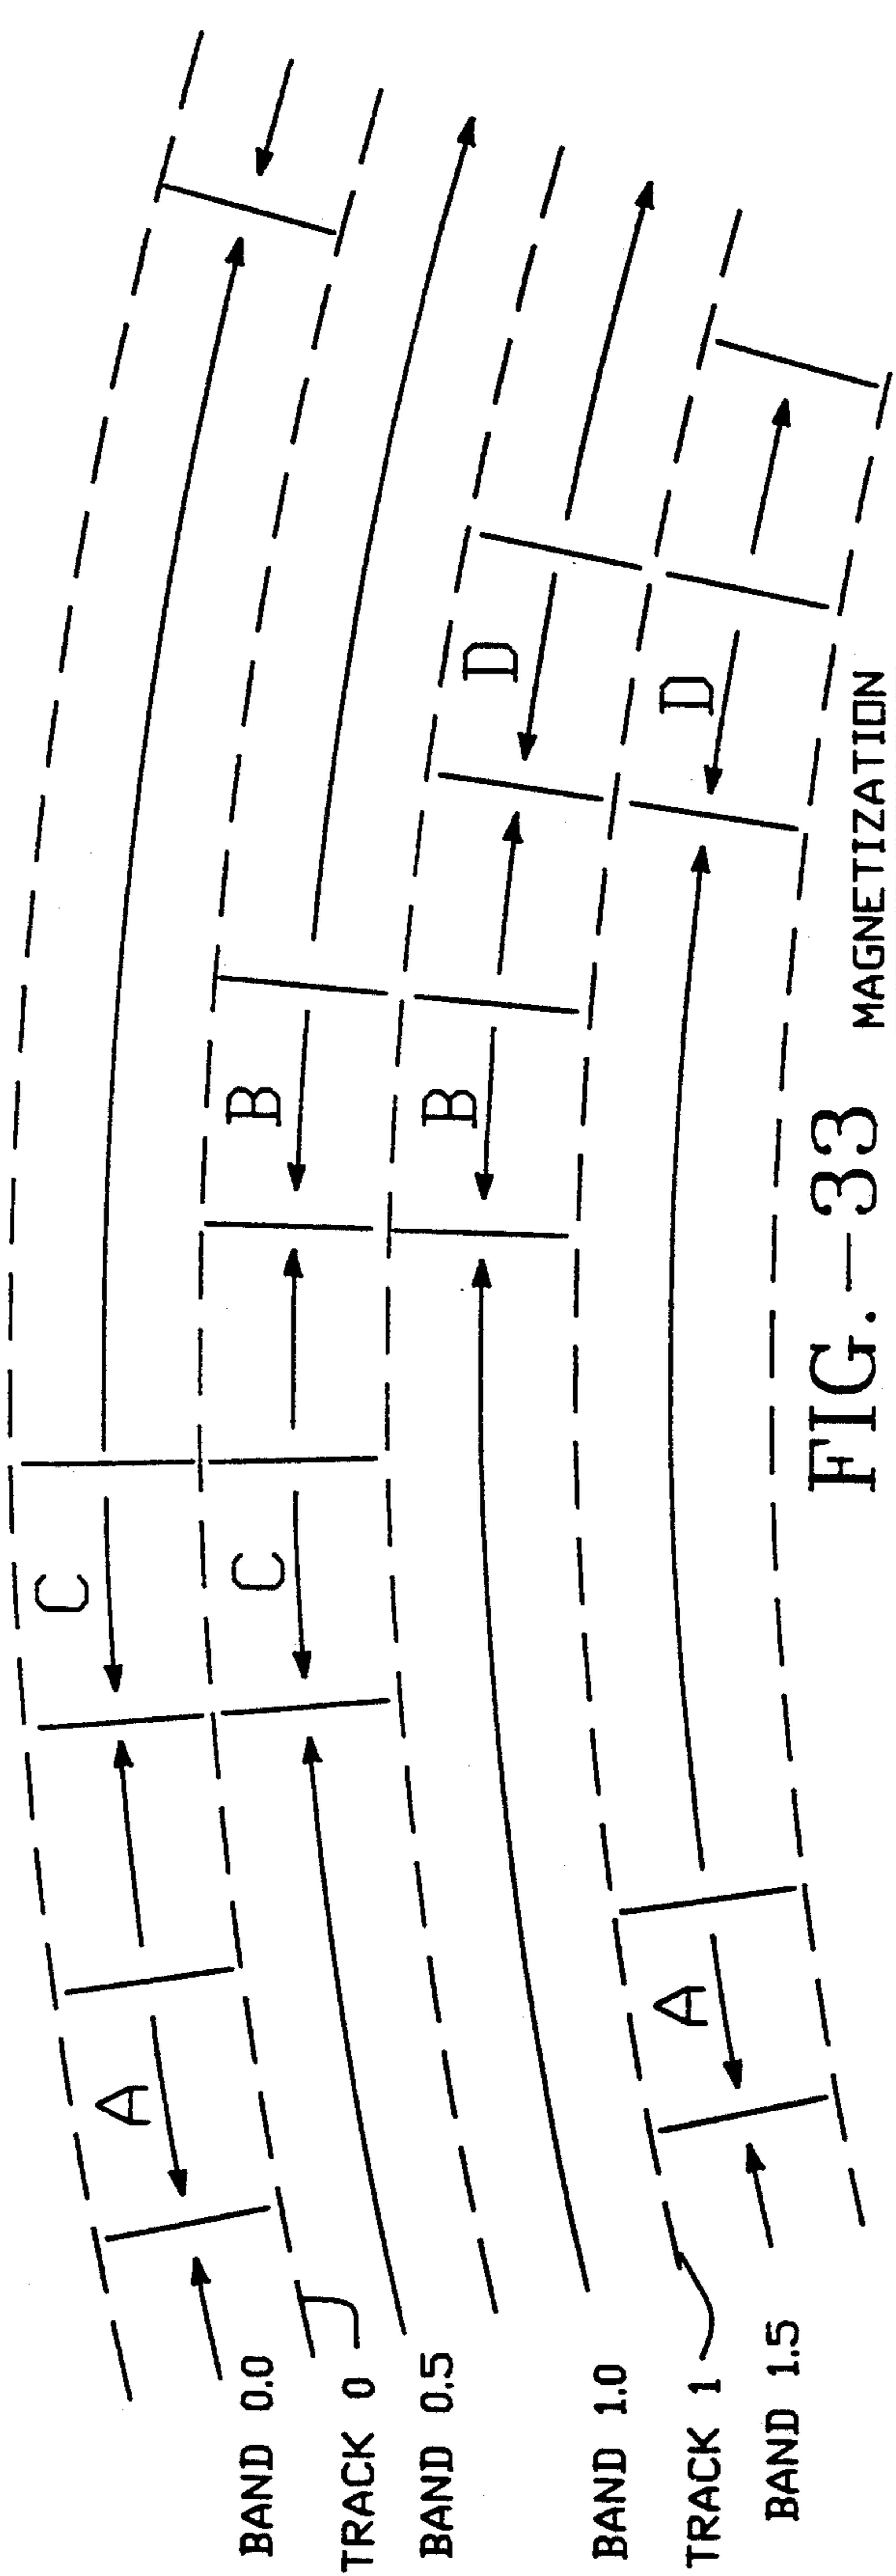 C
A
C
B
B
D
A
D
BAND 0.0
TRACK 0
BAND 0.5
BAND 1.0
TRACK 1
BAND 1.5
FIG.—33 MAGNETIZATION